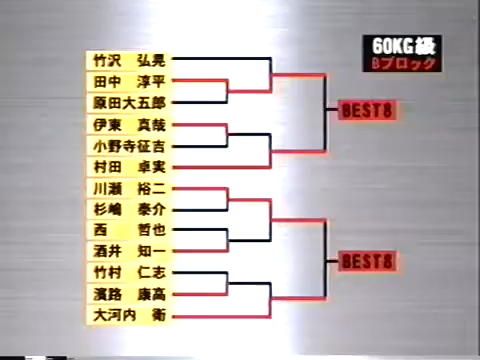 60KG級
Bブロック
竹沢 弘晃
田中 淳平
原田大五郎
BEST8
伊東 真哉
小野寺征吉
村田 卓実
川瀬 裕二
杉嶋 泰介
西 哲也
酒井 知一
BEST8
竹村 仁志
濱路 康高
大河内 衛